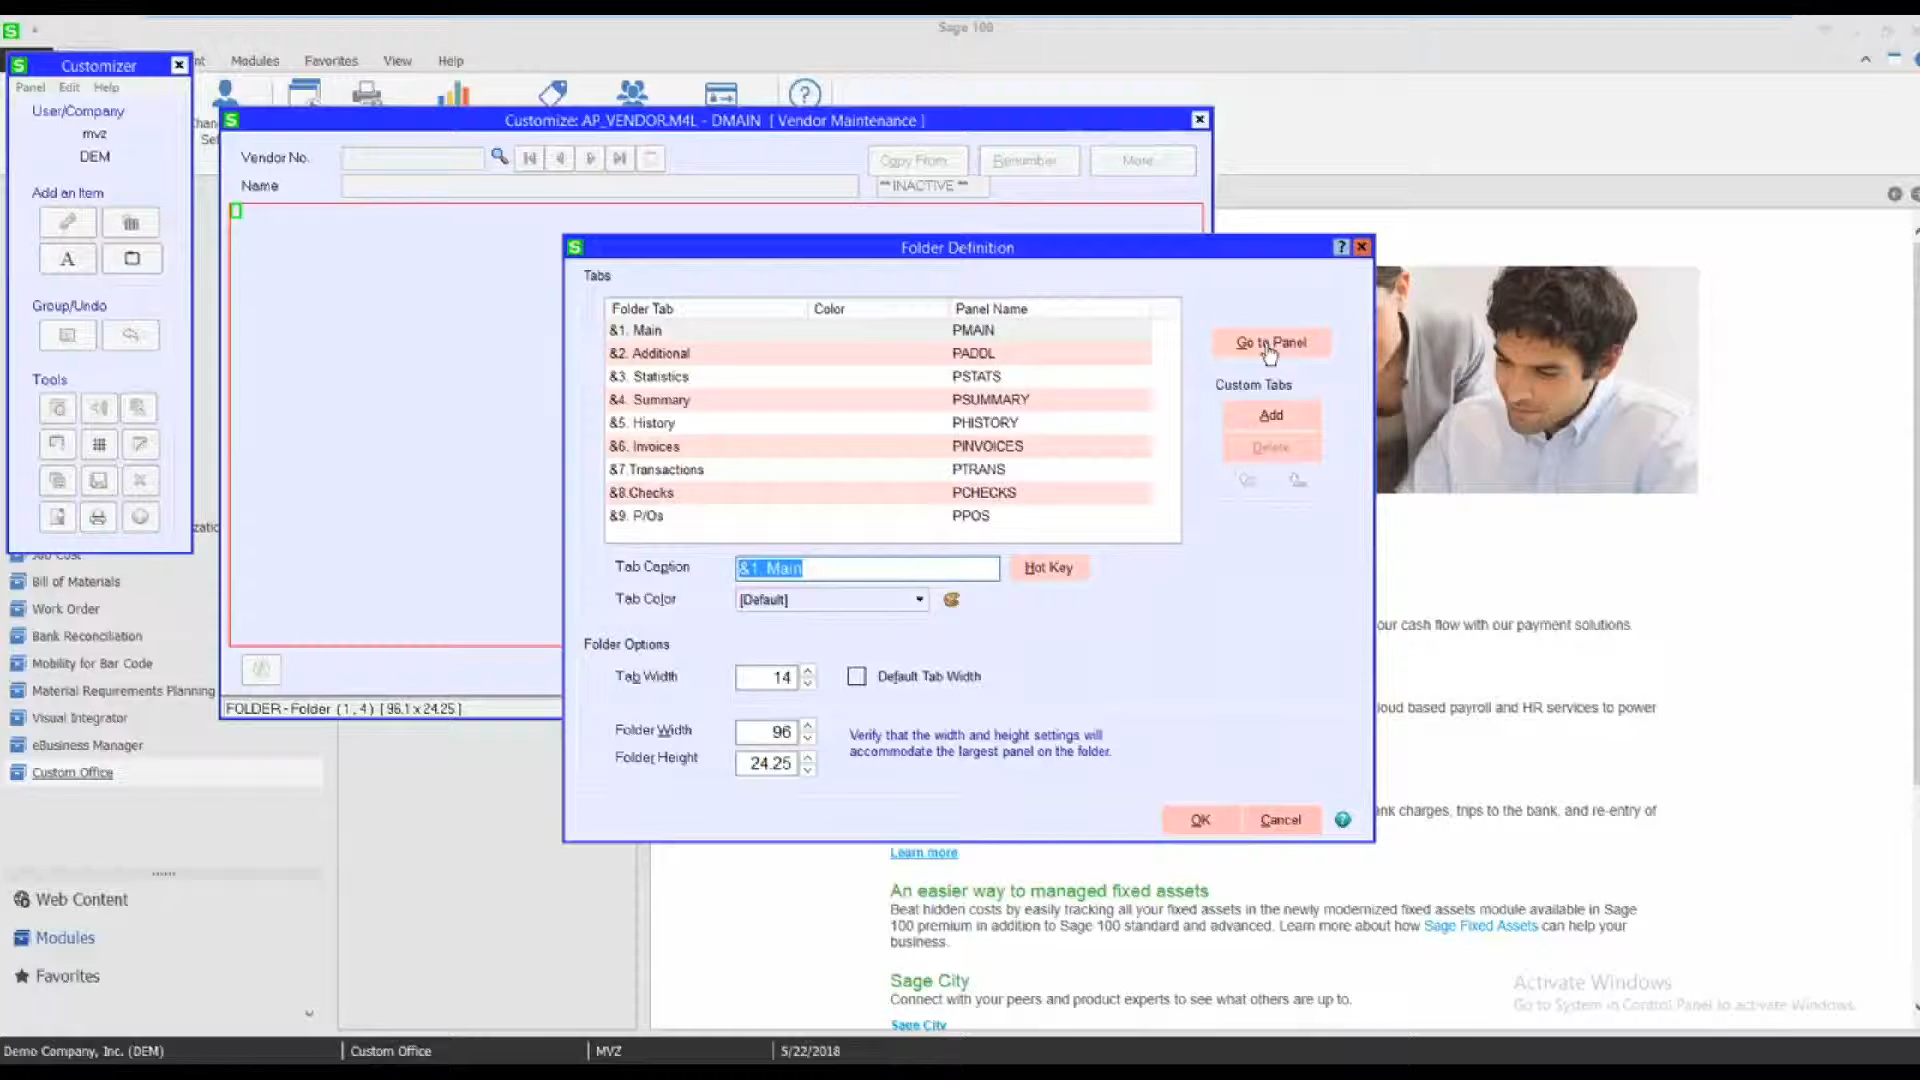 Sage 100
Modules
Favorites
View
Help
Customizer
Panel
Edit
Help
User/Company
mvz
DEM
Add an Item
A
Group/Undo
Tools
Customize: AP_VENDOR.M4L - DMAIN [ Vendor Maintenance ]
Vendor No.
Copy From
Renumber
More
Name
**INACTIVE **
FOLDER - Folder ( 1 , 4 ) [ 96.1 x 24.25 ]
Folder Definition
Tabs
Folder Tab
Color
Panel Name
&1. Main
PMAIN
&2. Additional
PADDL
&3. Statistics
PSTATS
&4. Summary
PSUMMARY
&5. History
PHISTORY
&6. Invoices
PINVOICES
&7.Transactions
PTRANS
&8.Checks
PCHECKS
&9. P/Os
PPOS
Go to Panel
Custom Tabs
Add
Delete
Tab Caption
&1. Main
Hot Key
Tab Color
[Default]
Folder Options
Tab Width
14
Default Tab Width
Folder Width
96
Folder Height
24.25
Verify that the width and height settings will
accommodate the largest panel on the folder.
OK
Cancel
Job Cost
Bill of Materials
Work Order
Bank Reconciliation
Mobility for Bar Code
Material Requirements Planning
Visual Integrator
eBusiness Manager
Custom Office
Web Content
Modules
Favorites
our cash flow with our payment solutions.
loud based payroll and HR services to power
nk charges, trips to the bank, and re-entry of
Learn more
An easier way to managed fixed assets
Beat hidden costs by easily tracking all your fixed assets in the newly modernized fixed assets module available in Sage
100 premium in addition to Sage 100 standard and advanced. Learn more about how Sage Fixed Assets can help your
business.
Sage City
Connect with your peers and product experts to see what others are up to.
Sage City
Activate Windows
Go to System in Control Panel to activate Windows.
Demo Company, Inc. (DEM)
Custom Office
MVZ
5/22/2018